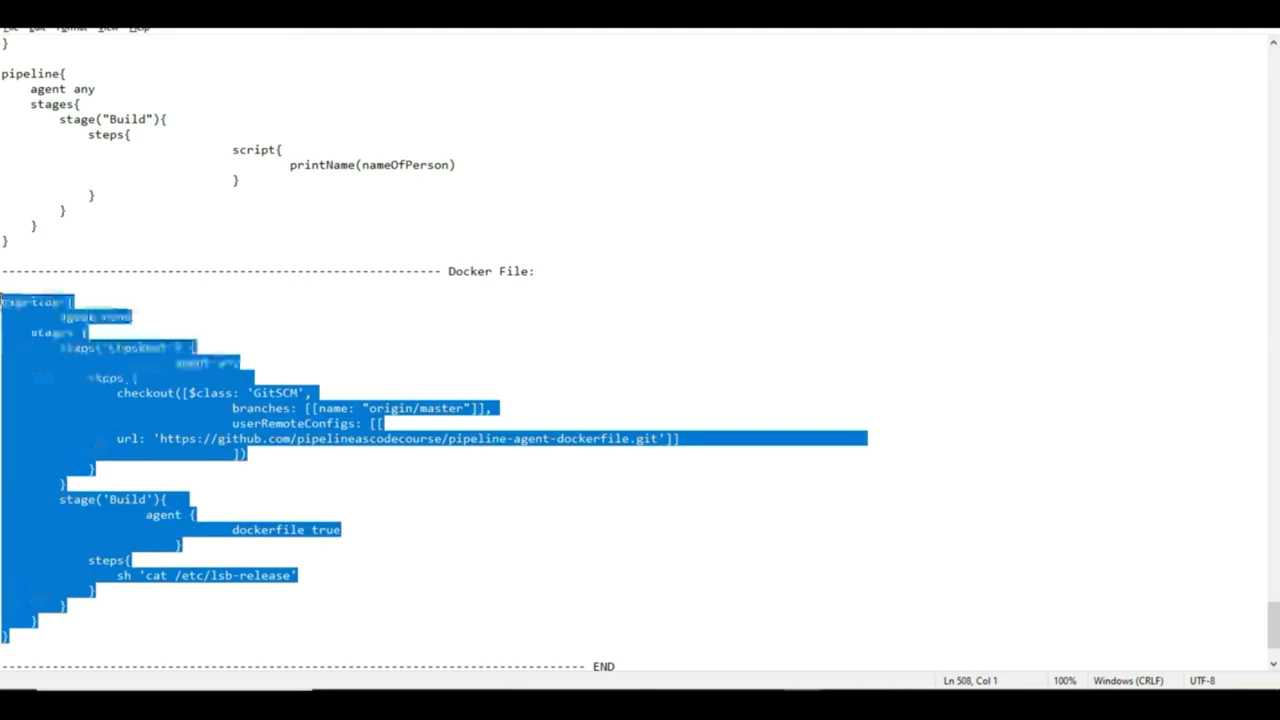 }
pipeline{
agent any
stages{
stage("Build"){
steps{
script{
printName(nameOfPerson)
}
}
}
}
}
------------------------------------------------------------- Docker File:
stages {
steps {
checkout([$class: 'GitSCM',
branches: [[name: "origin/master"]],
userRemoteConfigs: [[
url: 'https://github.com/pipelineascodecourse/pipeline-agent-dockerfile.git']]
])
}
}
stage('Build'){
agent {
dockerfile true
}
steps{
sh 'cat /etc/lsb-release'
}
}
}
}
--------------------------------------------------------------------------------- END
Ln 508, Col 1
100%
Windows (CRLF)
UTF-8